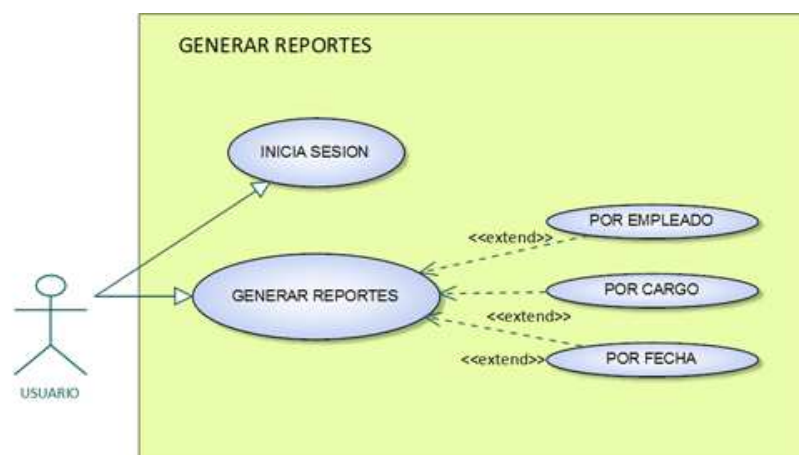 GENERAR REPORTES
INICIA SESION
POR EMPLEADO
<<extend>>
GENERAR REPORTES
POR CARGO
<<extend>>
<<extend>>
POR FECHA
USUARIO